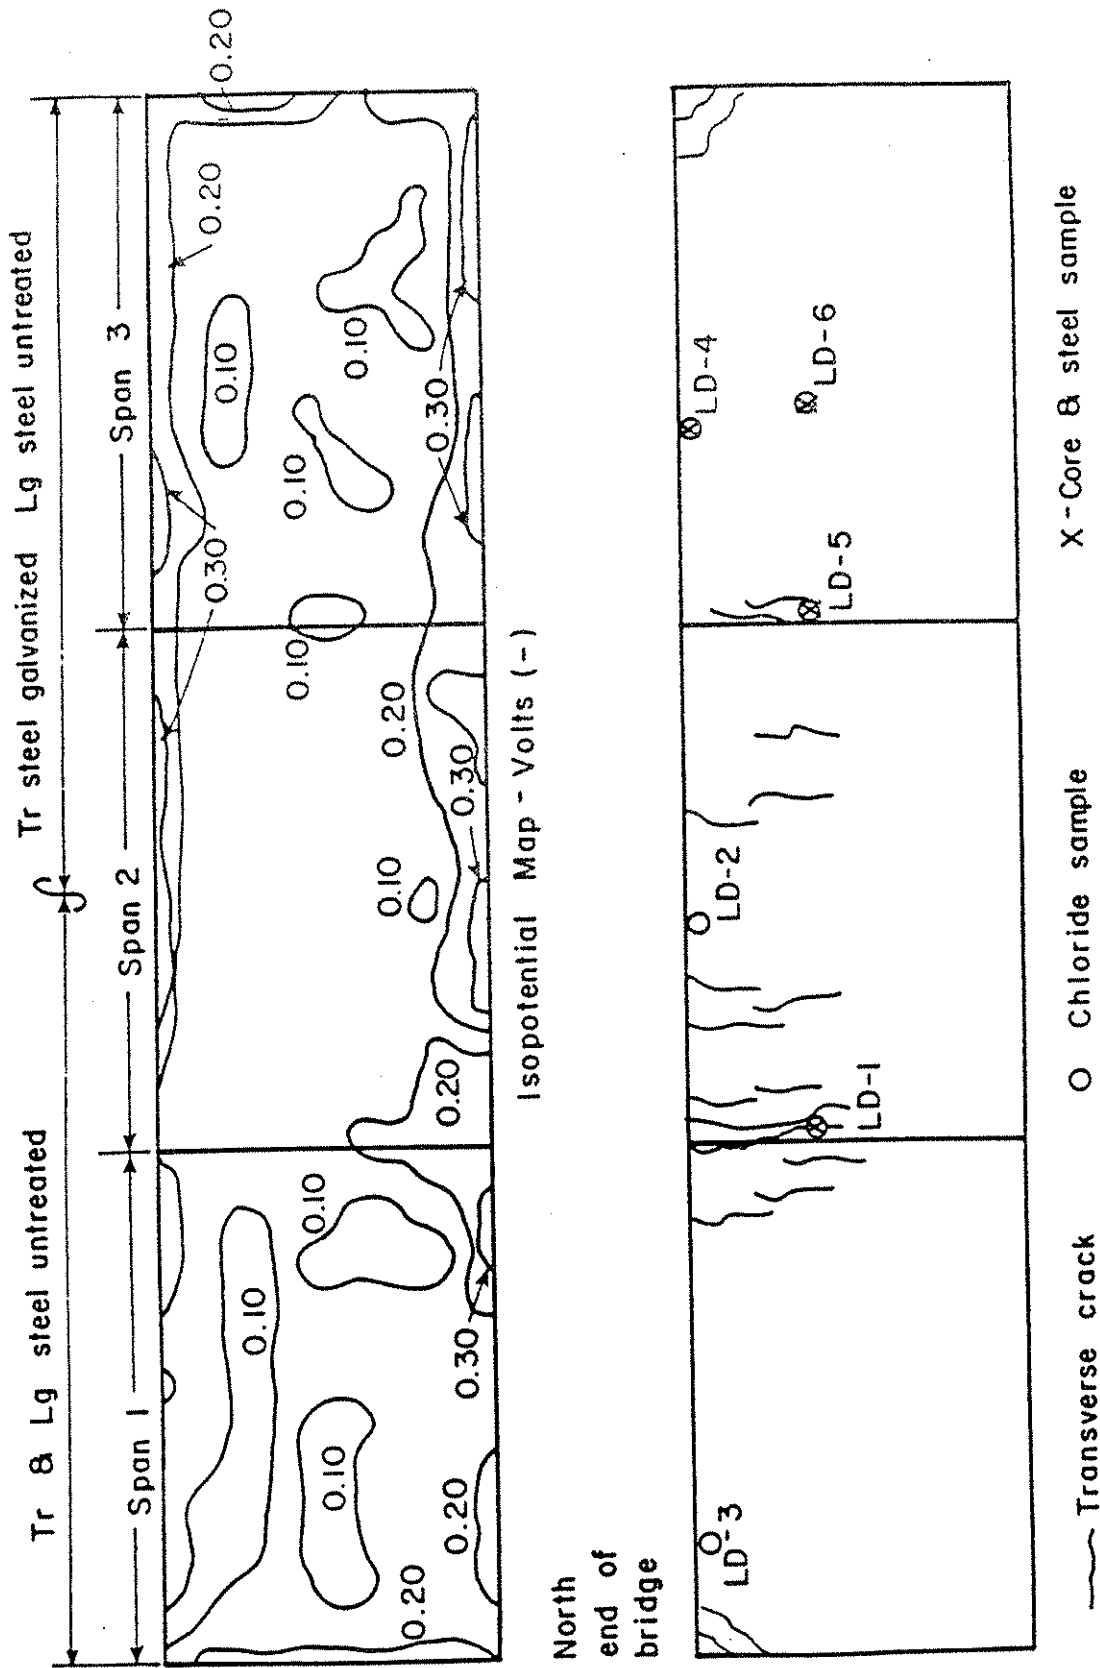 Tr & Lg steel untreated
Tr steel galvanized Lg steel untreated
Span 1
Span 2
Span 3
0.20
0.20
0.30
0.10
0.10
0.10
0.10
0.10
0.10
0.10
0.10
0.20
0.20
0.30
0.20
0.20
0.30
0.30
Isopotential Map - Volts (-)
North
end of
bridge
LD-3
LD-1
LD-2
LD-5
LD-4
LD-6
Transverse crack
O Chloride sample
X - Core & steel sample